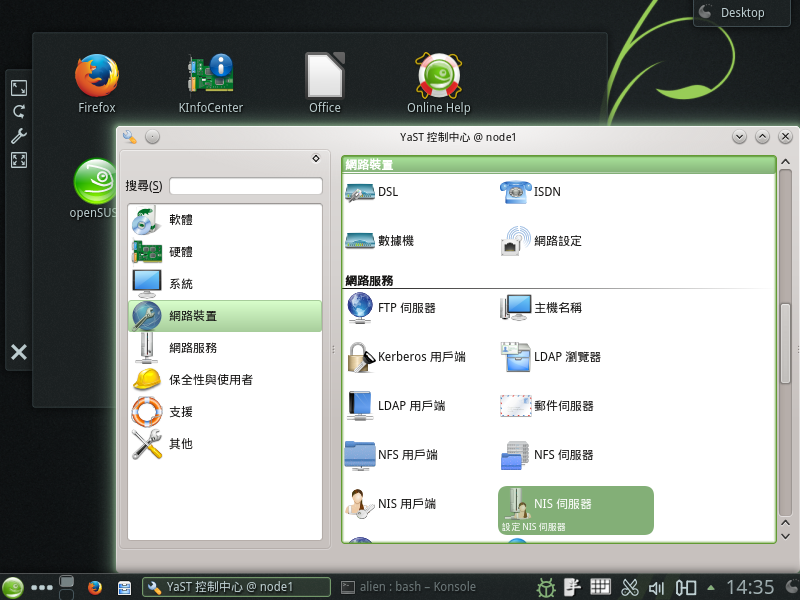 Desktop
Firefox
KInfoCenter
Office
Online Help
openSUS
YaST 控制中心 @ node1
搜尋(S)
軟體
硬體
系統
網路裝置
網路服務
保全性與使用者
支援
其他
網路裝置
DSL
ISDN
數據機
網路設定
網路服務
FTP 伺服器
主機名稱
Kerberos 用戶端
LDAP 瀏覽器
LDAP 用戶端
郵件伺服器
NFS 用戶端
NFS 伺服器
NIS 用戶端
NIS 伺服器
設定 NIS 伺服器
YaST 控制中心 @ node1
alien : bash – Konsole
14:35